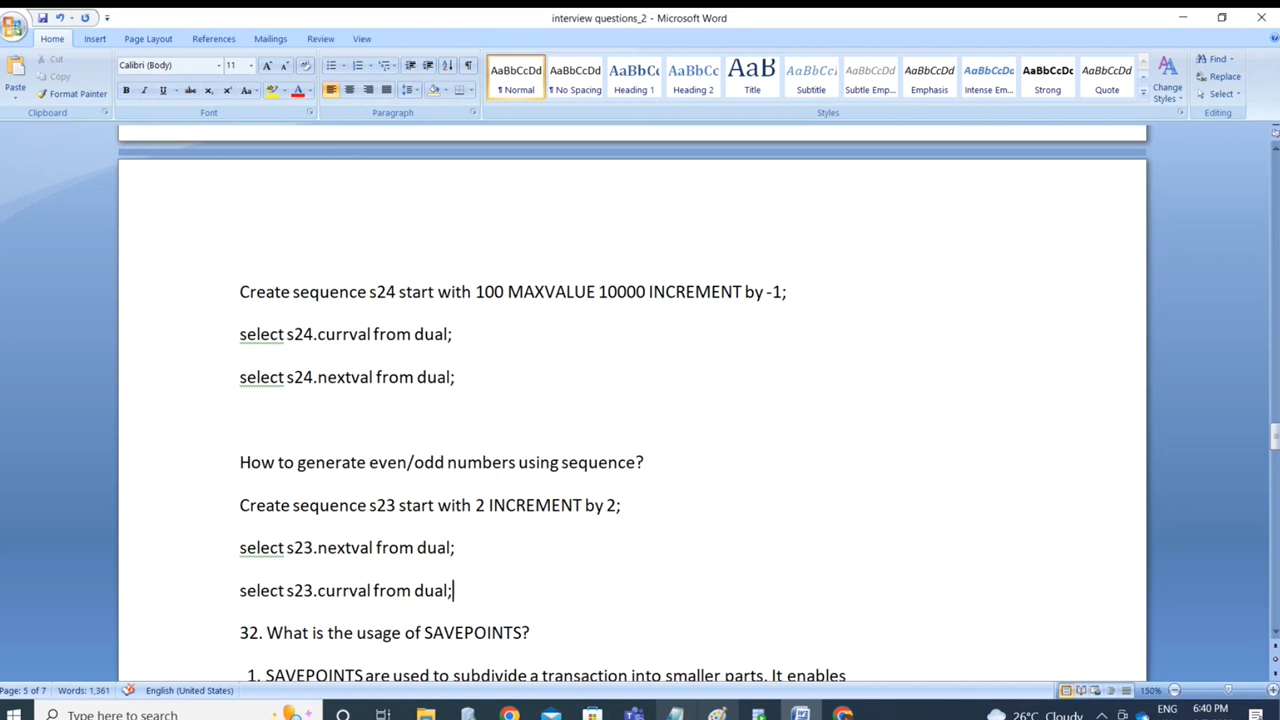 interview questions_2 - Microsoft Word
Home Insert Page Layout References Mailings Review View
Cut
Copy
Paste
Format Painter
Clipboard
Calibri (Body) 11
Font
Paragraph
AaBbCcDd AaBbCcDd AaBbCc AaBbCc AaB AaBbCcI AaBbCcDd AaBbCcDd AaBbCcDd AaBbCcDd AaBbCcDd
¶ Normal ¶ No Spacing Heading 1 Heading 2 Title Subtitle Subtle Emp... Emphasis Intense Em... Strong Quote
Change Styles
Styles
Find
Replace
Select
Editing
Create sequence s24 start with 100 MAXVALUE 10000 INCREMENT by -1;
select s24.currval from dual;
select s24.nextval from dual;
How to generate even/odd numbers using sequence?
Create sequence s23 start with 2 INCREMENT by 2;
select s23.nextval from dual;
select s23.currval from dual;
32. What is the usage of SAVEPOINTS?
1. SAVEPOINTS are used to subdivide a transaction into smaller parts. It enables
Page: 5 of 7 Words: 1,361 English (United States) 150%
Type here to search
26°C Cloudy
ENG
6:40 PM